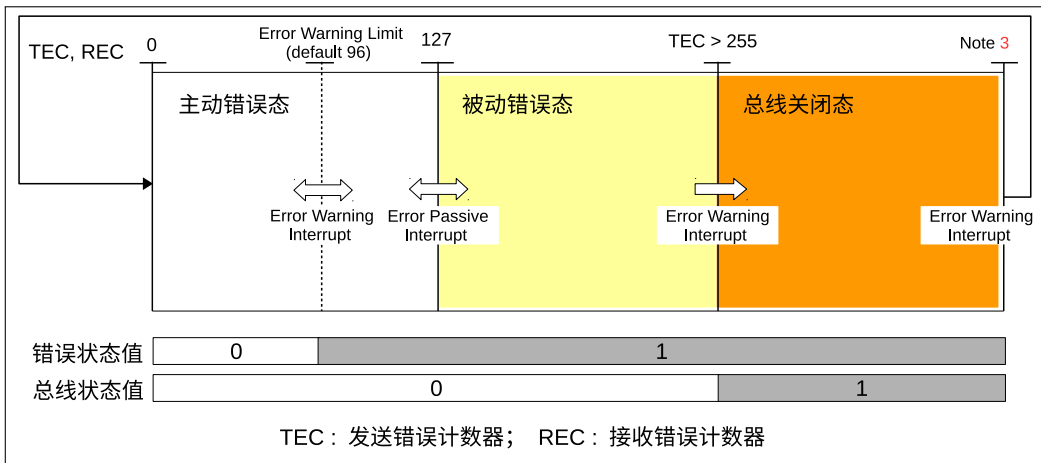 TEC, REC
0
Error Warning Limit
(default 96)
127
TEC > 255
Note 3
主动错误态
被动错误态
总线关闭态
Error Warning
Interrupt
Error Passive
Interrupt
Error Warning
Interrupt
Error Warning
Interrupt
错误状态值
0
1
总线状态值
0
1
TEC : 发送错误计数器; REC : 接收错误计数器